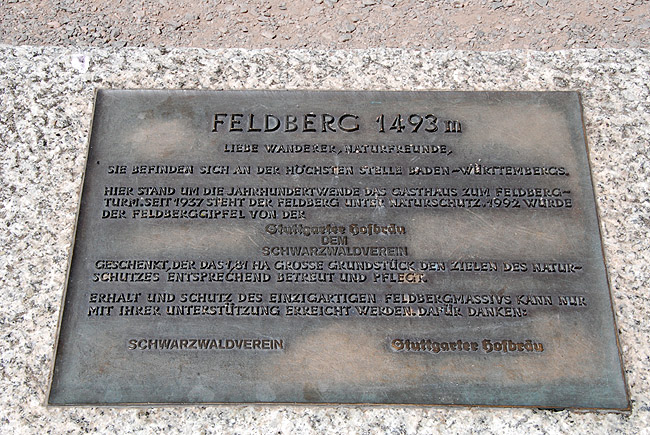 FELDBERG 1493 m
LIEBE WANDERER, NATURFREUNDE,
SIE BEFINDEN SICH AN DER HÖCHSTEN STELLE BADEN-WÜRTTEMBERGS.
HIER STAND UM DIE JAHRHUNDERTWENDE DAS GASTHAUS ZUM FELDBERG-
TURM. SEIT 1937 STEHT DER FELDBERG UNTER NATURSCHUTZ. 1992 WURDE
DER FELDBERGGIPFEL VON DER
Stuttgarter Hofbräu
DEM
SCHWARZWALDVEREIN
GESCHENKT, DER DAS 1,81 HA GROSSE GRUNDSTÜCK DEN ZIELEN DES NATUR-
SCHUTZES ENTSPRECHEND BETREUT UND PFLEGT.
ERHALT UND SCHUTZ DES EINZIGARTIGEN FELDBERGMASSIVS KANN NUR
MIT IHRER UNTERSTÜTZUNG ERREICHT WERDEN. DAFÜR DANKEN:
SCHWARZWALDVEREIN Stuttgarter Hofbräu